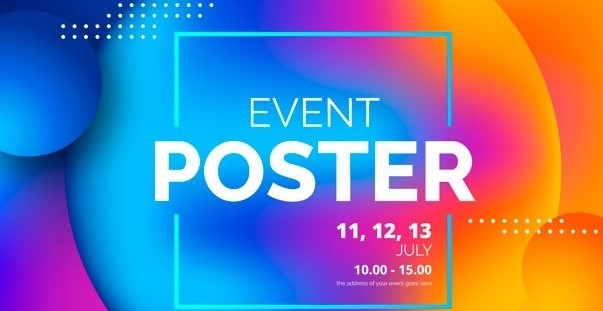 EVENT
POSTER
11, 12, 13
JULY
10.00 - 15.00
the address of your event goes here